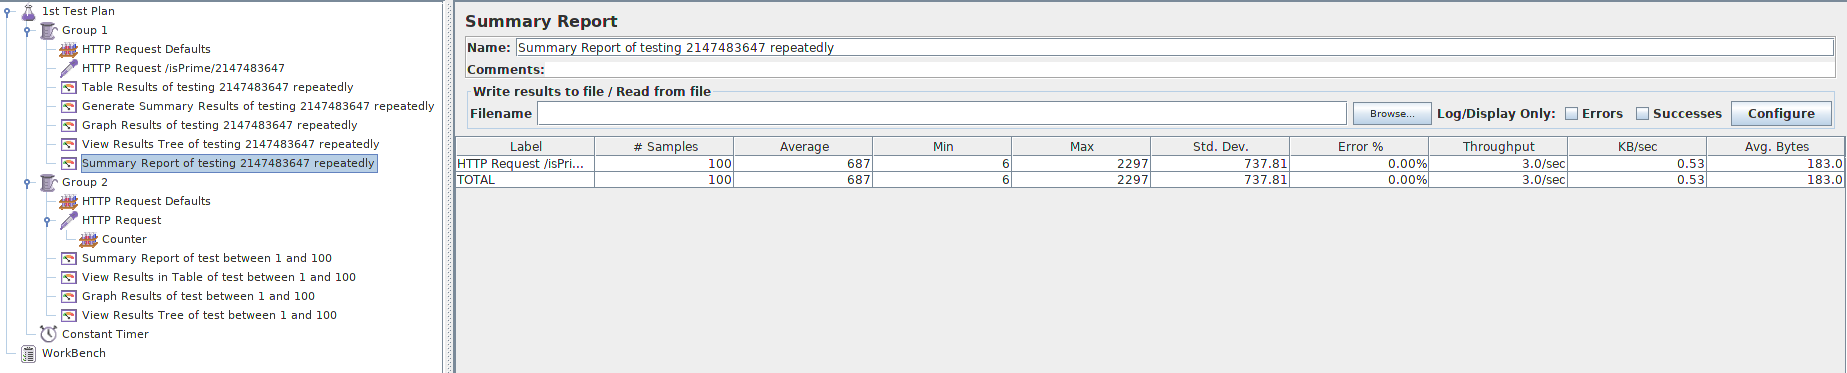 1st Test Plan
Group 1
HTTP Request Defaults
HTTP Request /isPrime/2147483647
Table Results of testing 2147483647 repeatedly
Generate Summary Results of testing 2147483647 repeatedly
Graph Results of testing 2147483647 repeatedly
View Results Tree of testing 2147483647 repeatedly
Summary Report of testing 2147483647 repeatedly
Group 2
HTTP Request Defaults
HTTP Request
Counter
Summary Report of test between 1 and 100
View Results in Table of test between 1 and 100
Graph Results of test between 1 and 100
View Results Tree of test between 1 and 100
Constant Timer
WorkBench
Summary Report
Name: Summary Report of testing 2147483647 repeatedly
Comments:
Write results to file / Read from file
Filename Browse... Log/Display Only: Errors Successes Configure
Label # Samples Average Min Max Std. Dev. Error % Throughput KB/sec Avg. Bytes
HTTP Request /isPri... 100 687 6 2297 737.81 0.00% 3.0/sec 0.53 183.0
TOTAL 100 687 6 2297 737.81 0.00% 3.0/sec 0.53 183.0